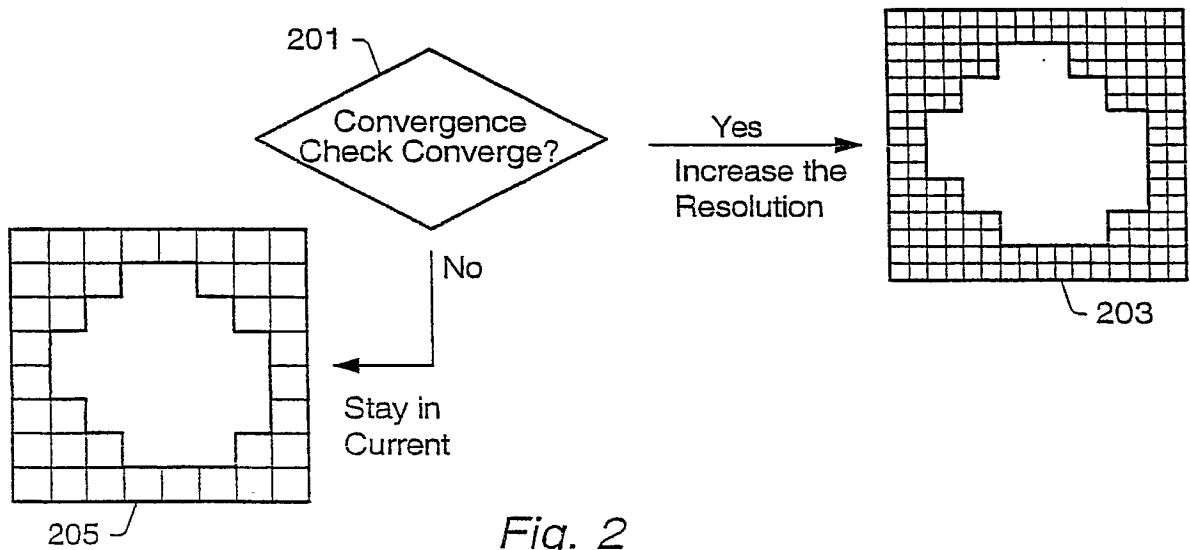 201
Convergence
Check Converge?
Yes
Increase the
Resolution
203
No
Stay in
Current
205
Fig. 2